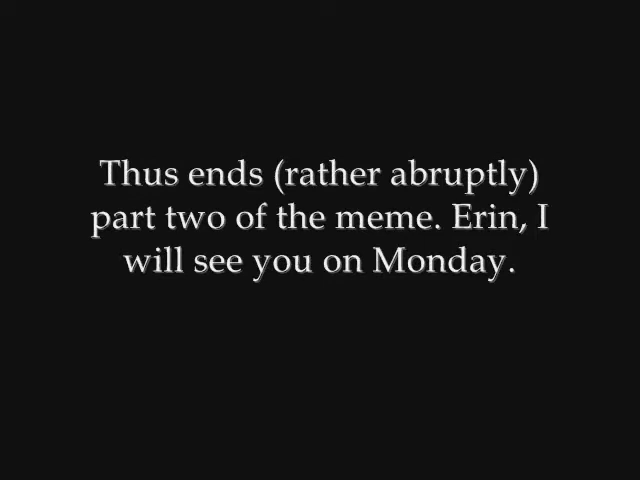 Thus ends (rather abruptly)
part two of the meme. Erin, I
will see you on Monday.